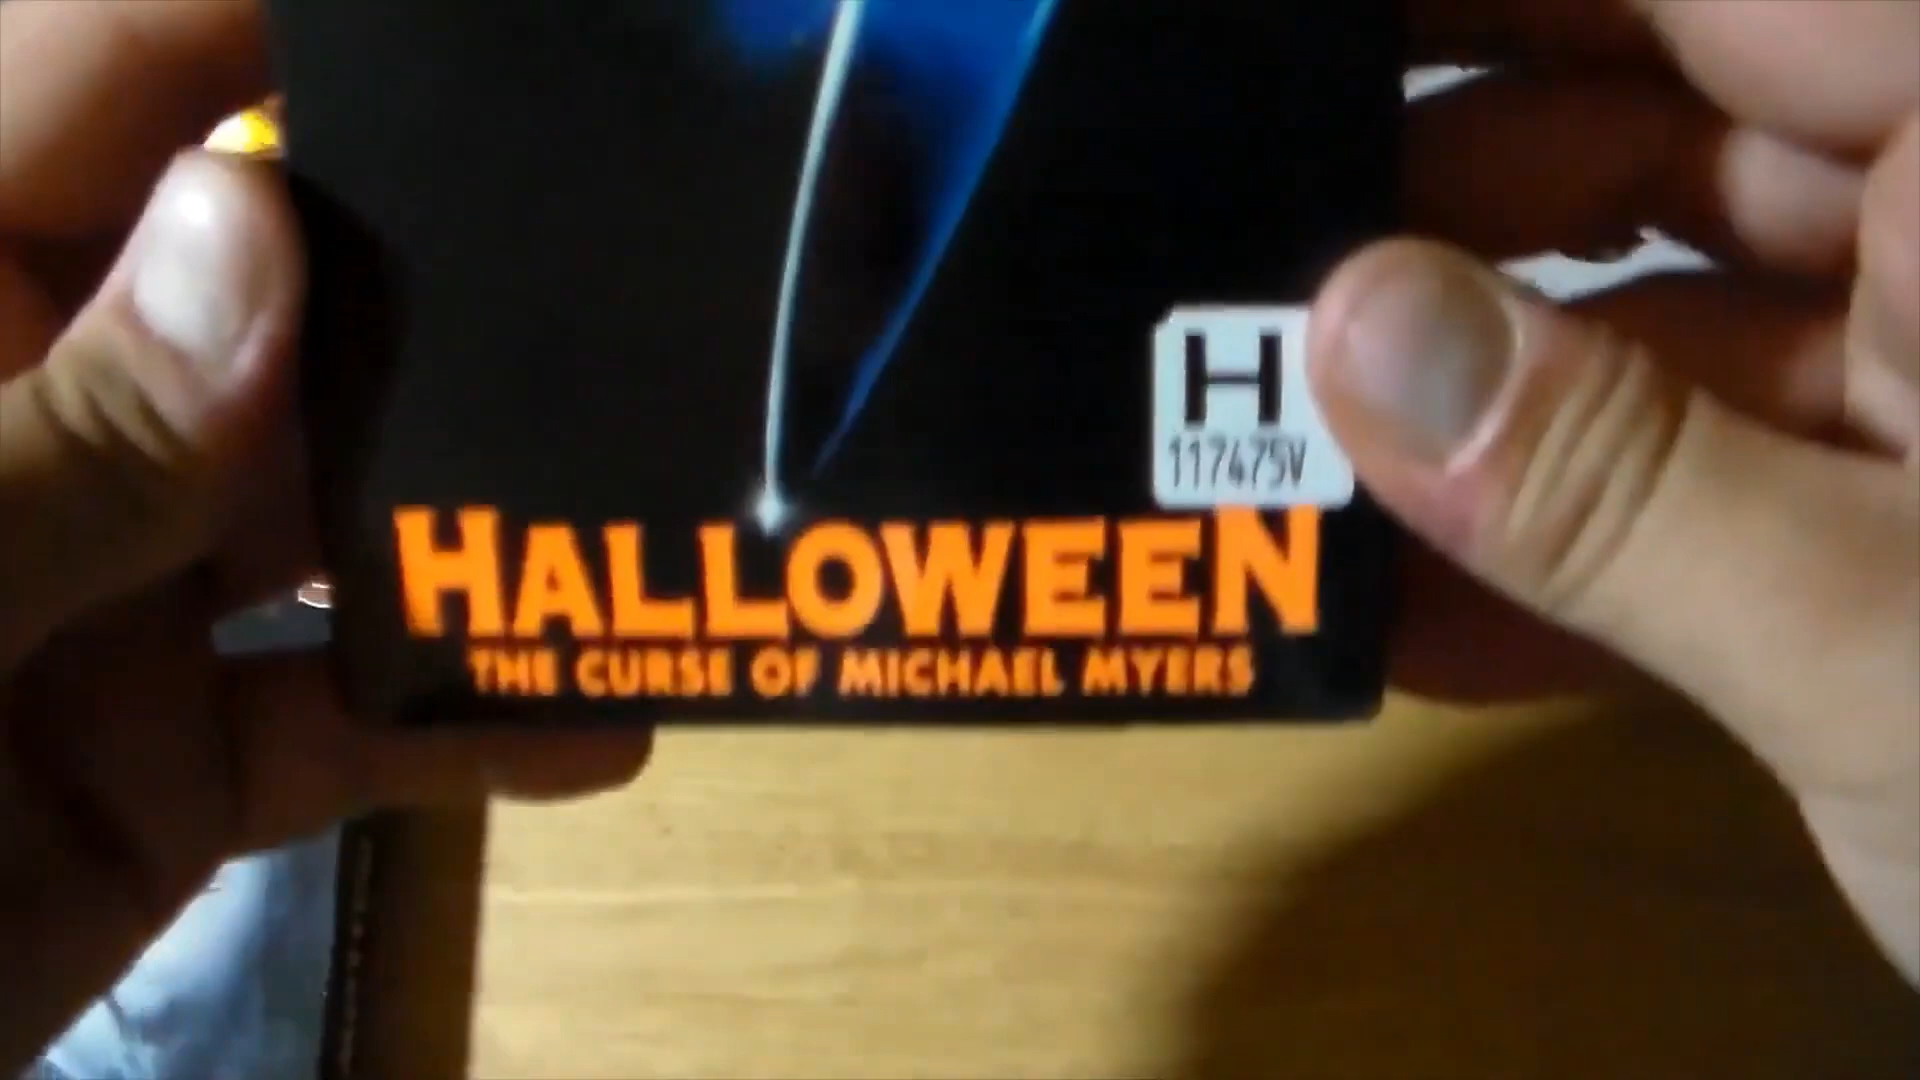 H
117475V
HALLOWEEN
THE CURSE OF MICHAEL MYERS